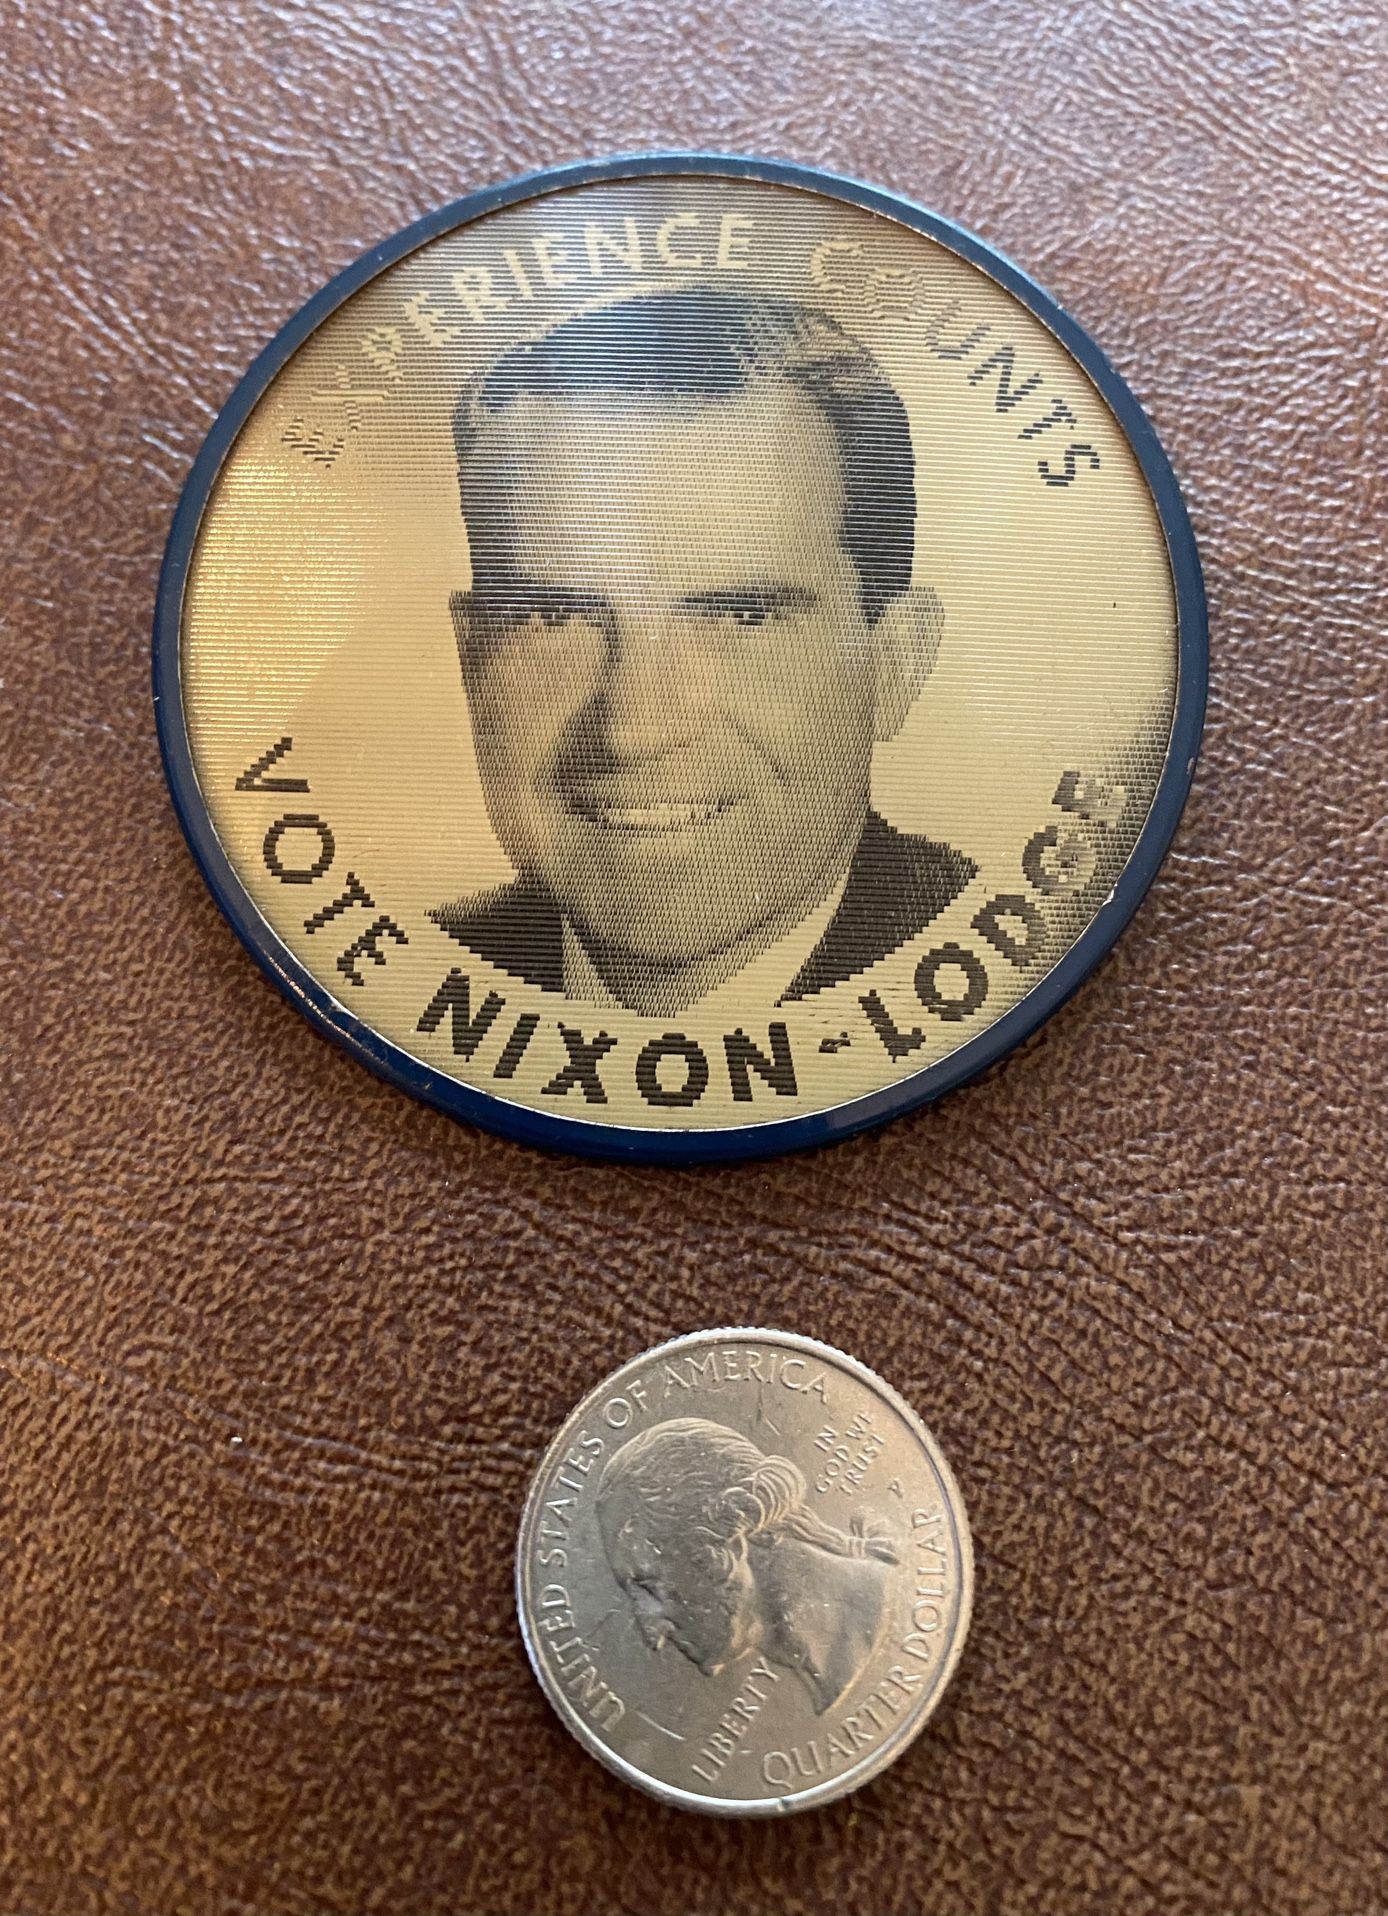 EXPERIENCE COUNTS
VOTE NIXON-LODGE
UNITED STATES OF AMERICA
IN
GOD WE
TRUST
P
LIBERTY
QUARTER DOLLAR